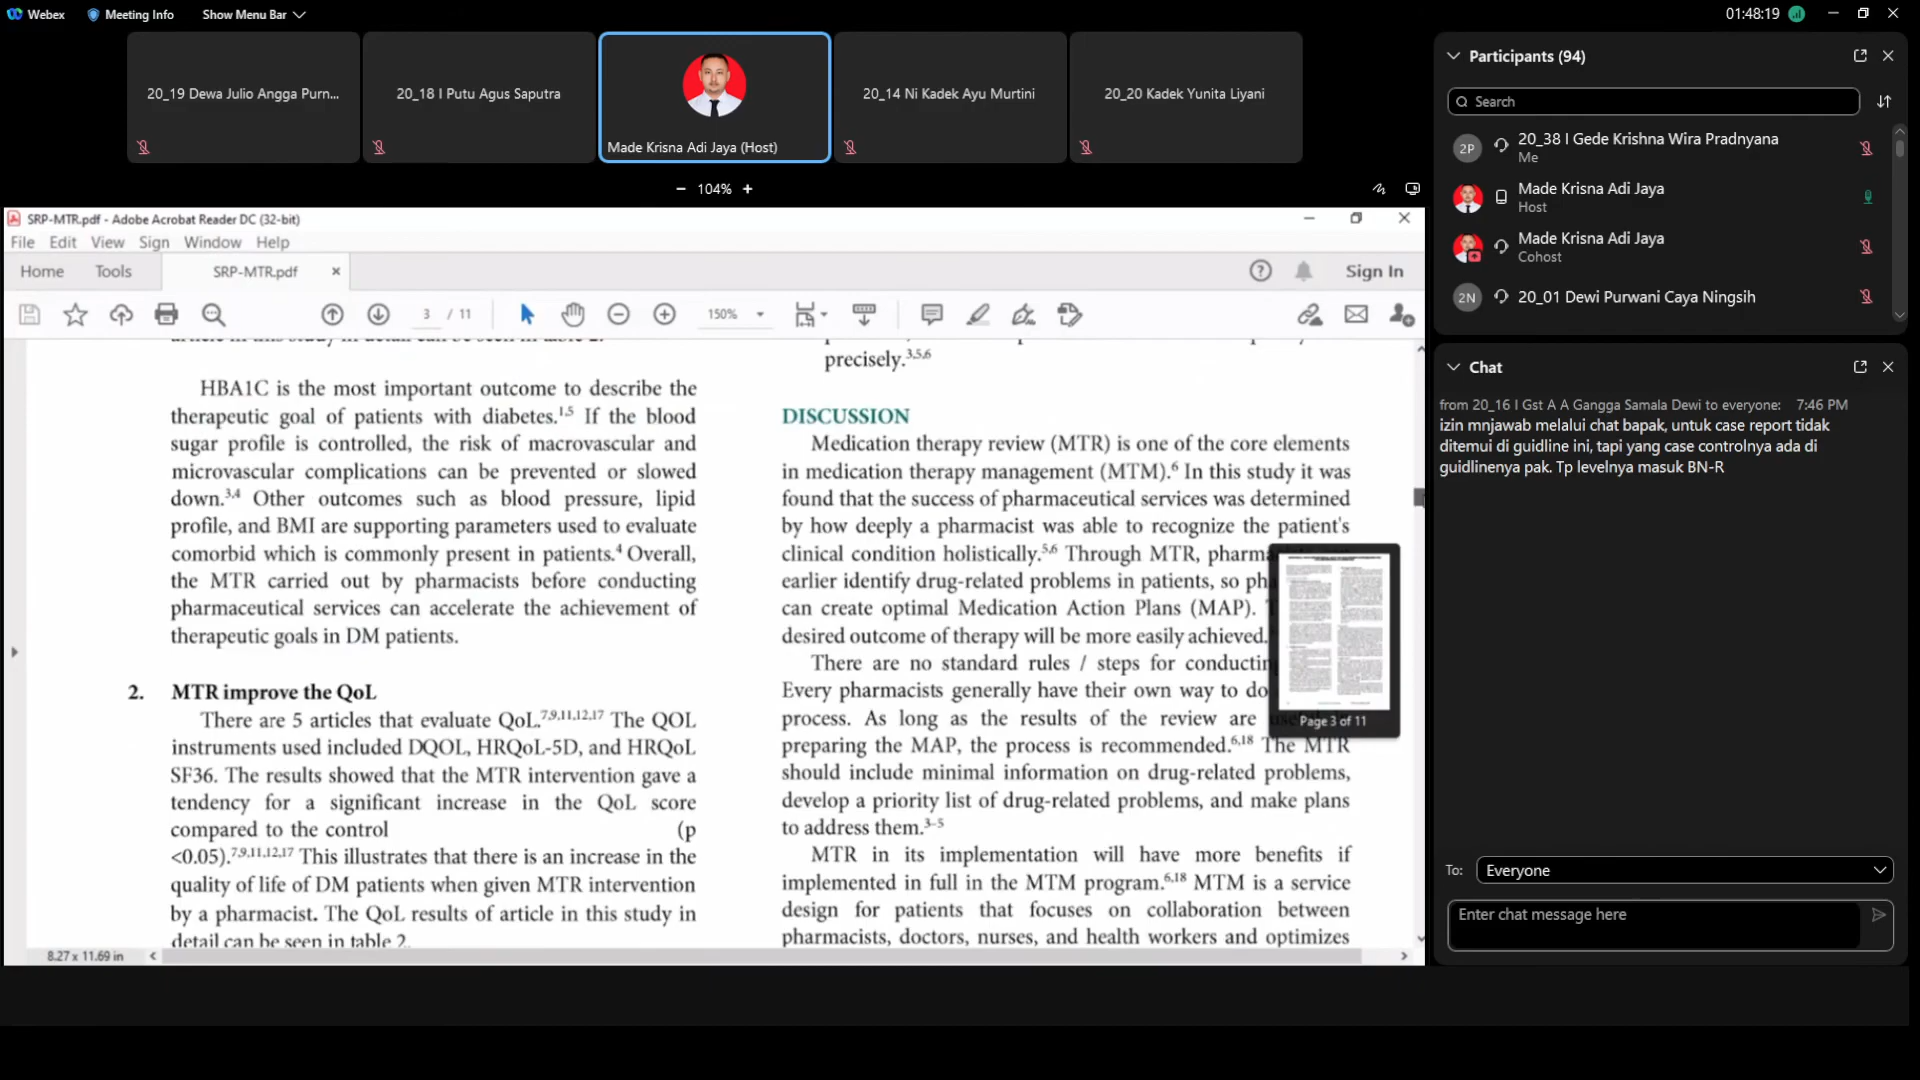 Webex
Meeting Info
Show Menu Bar
01:48:19
20_19 Dewa Julio Angga Purn...
20_18 I Putu Agus Saputra
Made Krisna Adi Jaya (Host)
20_14 Ni Kadek Ayu Murtini
20_20 Kadek Yunita Liyani
104%
SRP-MTR.pdf - Adobe Acrobat Reader DC (32-bit)
File Edit View Sign Window Help
Home Tools SRP-MTR.pdf
Sign In
3 / 11
150%
HBA1C is the most important outcome to describe the
therapeutic goal of patients with diabetes.1,5 If the blood
sugar profile is controlled, the risk of macrovascular and
microvascular complications can be prevented or slowed
down.3,4 Other outcomes such as blood pressure, lipid
profile, and BMI are supporting parameters used to evaluate
comorbid which is commonly present in patients.4 Overall,
the MTR carried out by pharmacists before conducting
pharmaceutical services can accelerate the achievement of
therapeutic goals in DM patients.
2. MTR improve the QoL
There are 5 articles that evaluate QoL.7,9,11,12,17 The QOL
instruments used included DQOL, HRQoL-5D, and HRQoL
SF36. The results showed that the MTR intervention gave a
tendency for a significant increase in the QoL score
compared to the control (p
<0.05).7,9,11,12,17 This illustrates that there is an increase in the
quality of life of DM patients when given MTR intervention
by a pharmacist. The QoL results of article in this study in
detail can be seen in table 2.
8.27 x 11.69 in
precisely.3,5,6
DISCUSSION
Medication therapy review (MTR) is one of the core elements
in medication therapy management (MTM).6 In this study it was
found that the success of pharmaceutical services was determined
by how deeply a pharmacist was able to recognize the patient's
clinical condition holistically.5,6 Through MTR,
earlier identify drug-related problems in patients, so
can create optimal Medication Action Plans (MAP).
desired outcome of therapy will be more easily achieved.
There are no standard rules / steps for
Every pharmacists generally have their own way to do
process. As long as the results of the review are
preparing the MAP, the process is recommended.6,18 The MTR
should include minimal information on drug-related problems,
develop a priority list of drug-related problems, and make plans
to address them.3-5
MTR in its implementation will have more benefits if
implemented in full in the MTM program.6,18 MTM is a service
design for patients that focuses on collaboration between
pharmacists, doctors, nurses, and health workers and optimizes
Page 3 of 11
Participants (94)
Search
2P
20_38 I Gede Krishna Wira Pradnyana
Me
Made Krisna Adi Jaya
Host
Made Krisna Adi Jaya
Cohost
2N
20_01 Dewi Purwani Caya Ningsih
Chat
from 20_16 I Gst A A Gangga Samala Dewi to everyone: 7:46 PM
izin mnjawab melalui chat bapak, untuk case report tidak
ditemui di guidline ini, tapi yang case controlnya ada di
guidlinenya pak. Tp levelnya masuk BN-R
To: Everyone
Enter chat message here